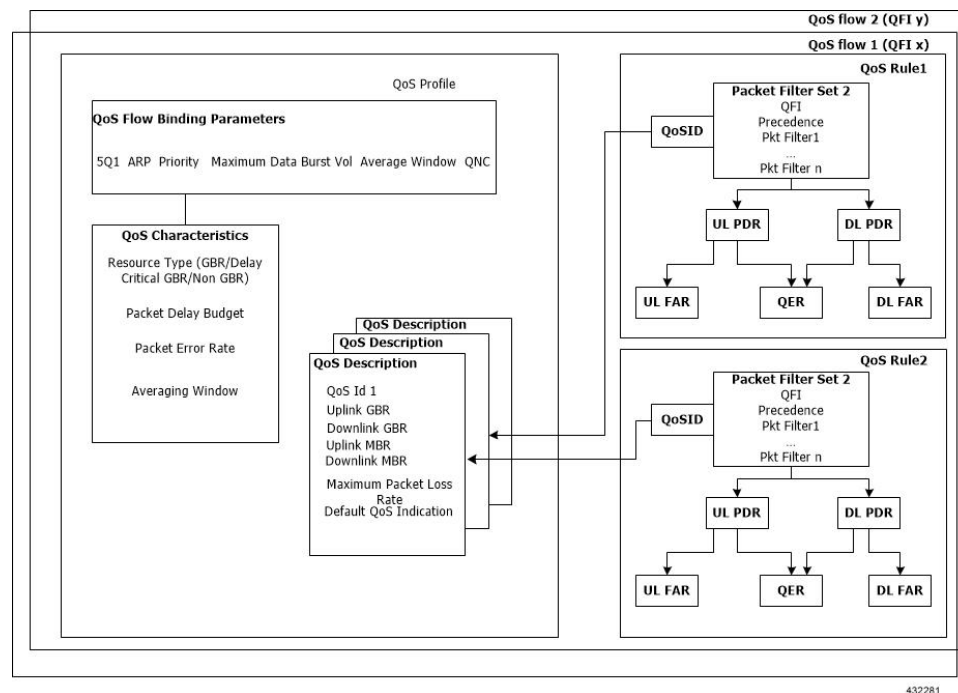 QoS flow 2 (QFI y)
QoS flow 1 (QFI x)
QoS Profile
QoS Flow Binding Parameters
5Q1 ARP Priority Maximum Data Burst Vol Average Window QNC
QoS Characteristics
Resource Type (GBR/Delay
Critical GBR/Non GBR)
Packet Delay Budget
Packet Error Rate
Averaging Window
QoS Description
QoS Description
QoS Description
QoS Id 1
Uplink GBR
Downlink GBR
Uplink MBR
Downlink MBR
Maximum Packet Loss
Rate
Default QoS Indication
QoS Rule1
Packet Filter Set 2
QFI
Precedence
Pkt Filter1
...
Pkt Filter n
QoSID
UL PDR
DL PDR
UL FAR
QER
DL FAR
QoS Rule2
Packet Filter Set 2
QFI
Precedence
Pkt Filter1
...
Pkt Filter n
QoSID
UL PDR
DL PDR
UL FAR
QER
DL FAR
432281